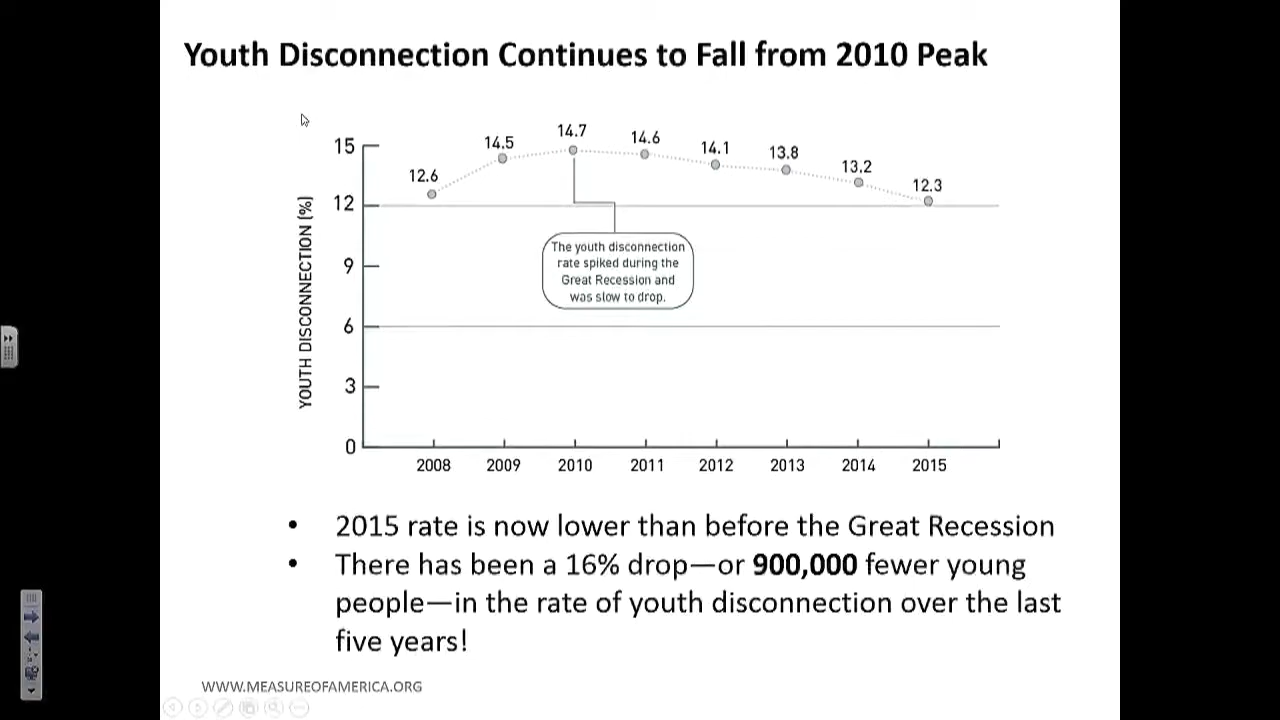 Youth Disconnection Continues to Fall from 2010 Peak
YOUTH DISCONNECTION (%)
15
12
9
6
3
0
12.6
14.5
14.7
14.6
14.1
13.8
13.2
12.3
The youth disconnection
rate spiked during the
Great Recession and
was slow to drop.
2008 2009 2010 2011 2012 2013 2014 2015
• 2015 rate is now lower than before the Great Recession
• There has been a 16% drop—or 900,000 fewer young
people—in the rate of youth disconnection over the last
five years!
WWW.MEASUREOFAMERICA.ORG